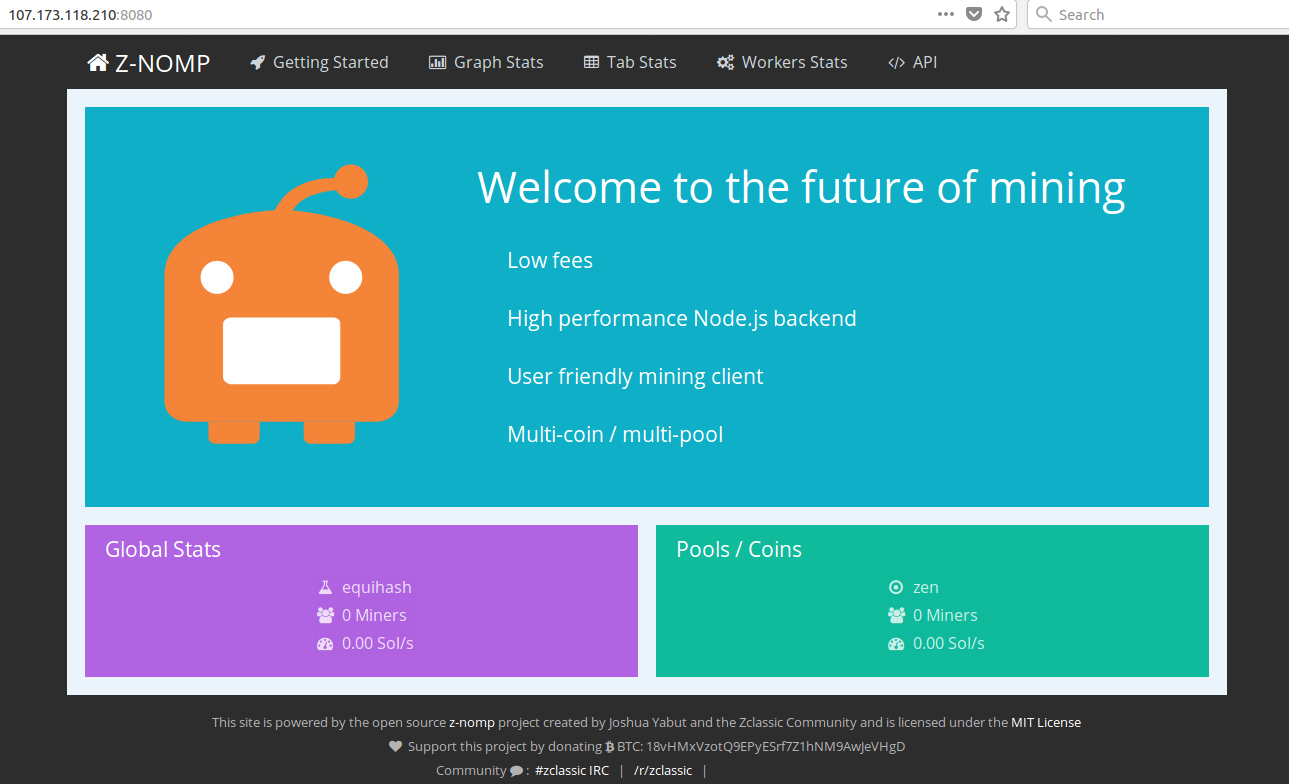 107.173.118.210:8080
Search
Z-NOMP Getting Started Graph Stats Tab Stats Workers Stats </> API
Welcome to the future of mining
Low fees
High performance Node.js backend
User friendly mining client
Multi-coin / multi-pool
Global Stats
equihash
0 Miners
0.00 Sol/s
Pools / Coins
zen
0 Miners
0.00 Sol/s
This site is powered by the open source z-nomp project created by Joshua Yabut and the Zclassic Community and is licensed under the MIT License
Support this project by donating BTC: 18vHMxVzotQ9EPyESrf7Z1hNM9AwJeVHgD
Community : #zclassic IRC | /r/zclassic |